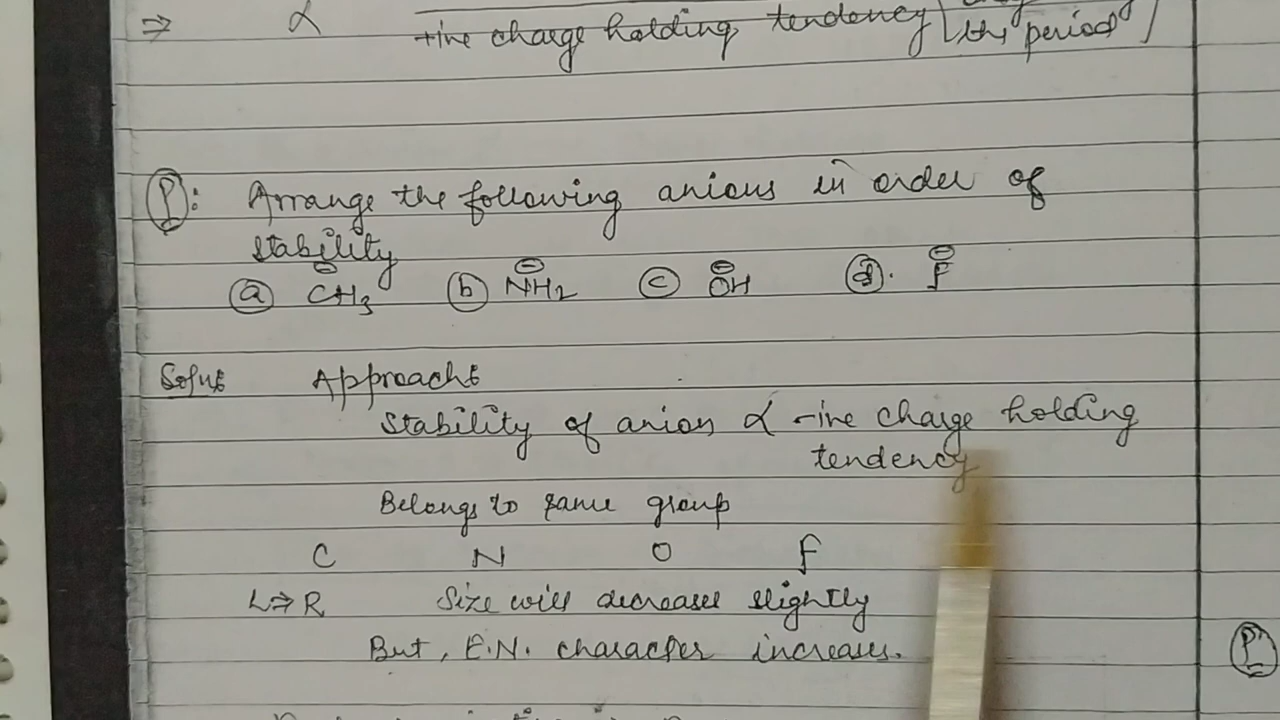 ⇒ α +ive charge holding tendency [ the period ]
(P): Arrange the following anions in order of
stability
(a) ⊖CH3 (b) ⊖NH2 (c) ⊖OH (d). ⊖F
Solut Approach:
Stability of anion α -ive charge holding
tendency
Belongs to same group
C N O F
L⇒R Size will decreases slightly
But, E.N. character increases.
(P)